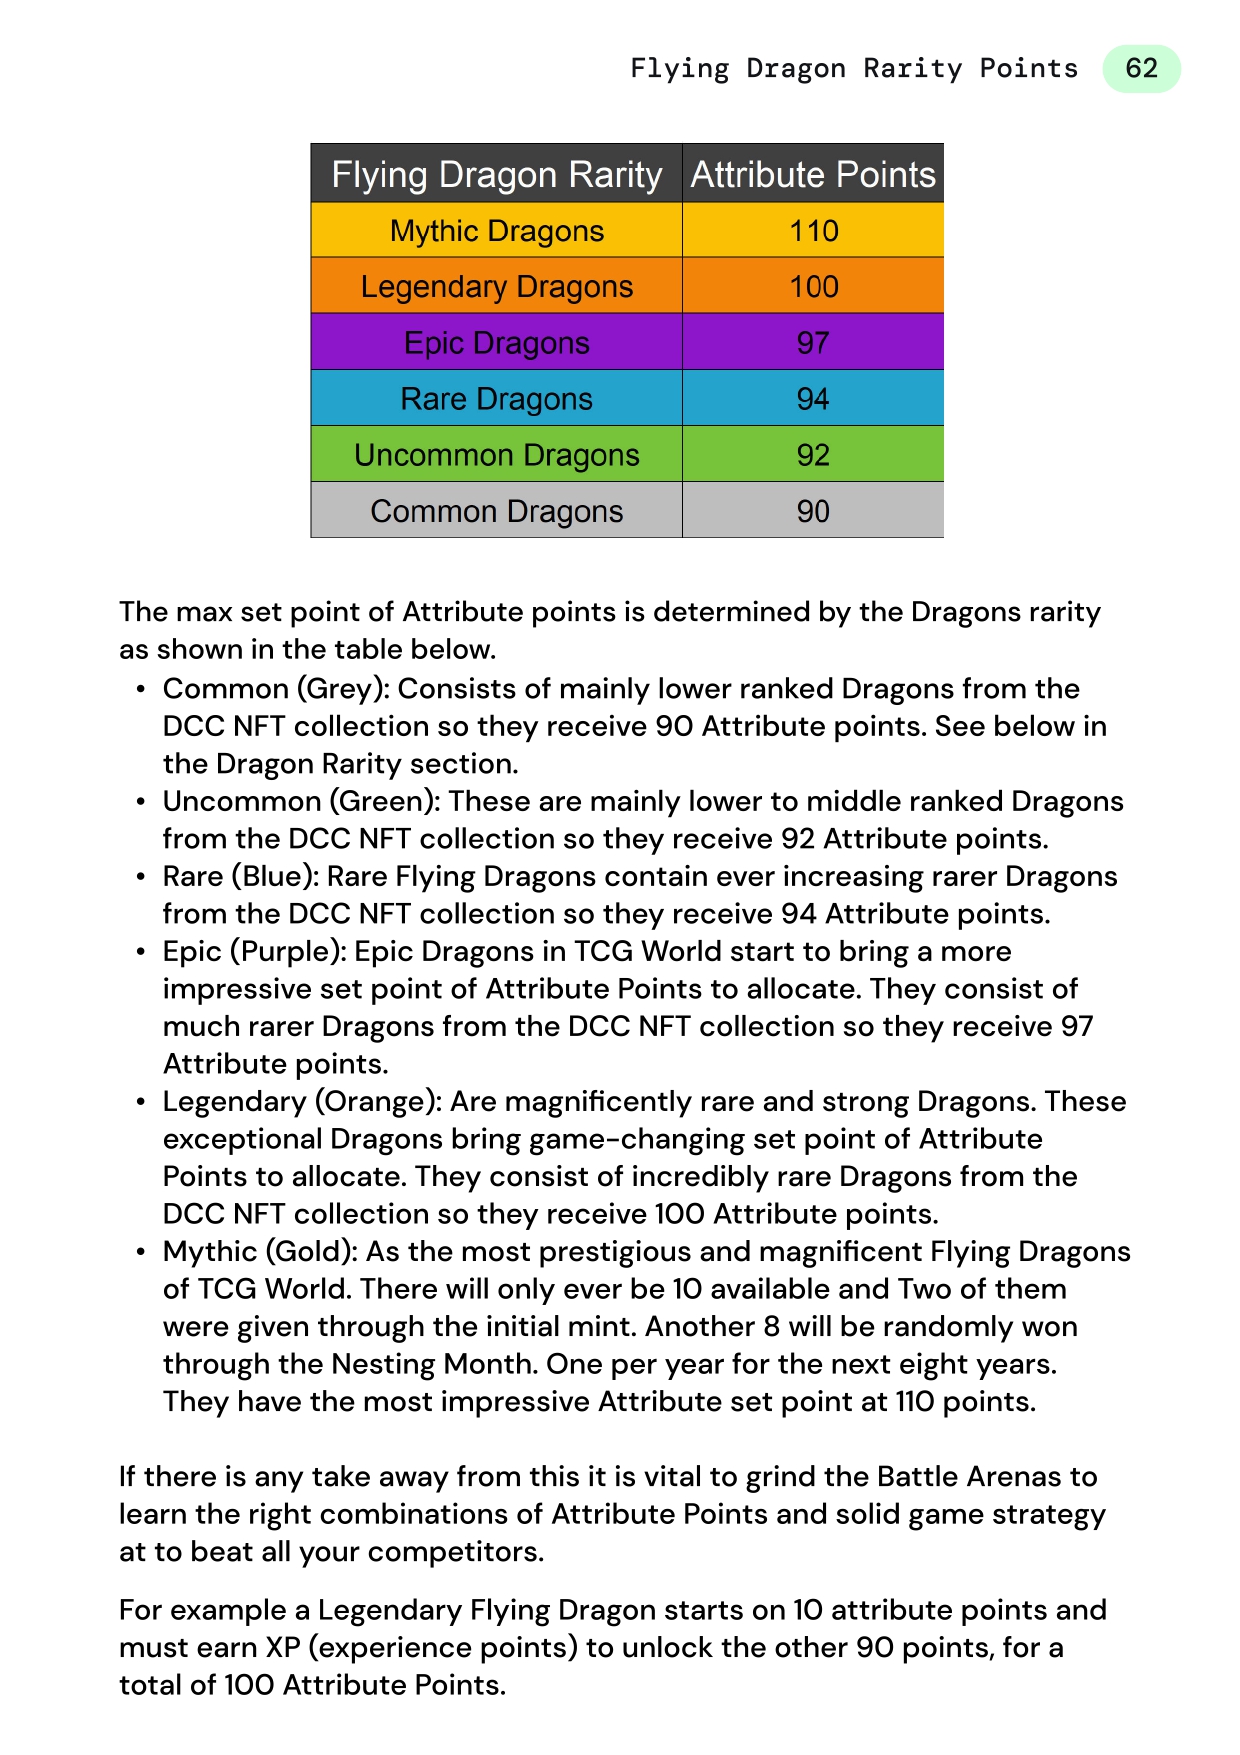 Flying Dragon Rarity Points 62
Flying Dragon Rarity Attribute Points
Mythic Dragons 110
Legendary Dragons 100
Epic Dragons 97
Rare Dragons 94
Uncommon Dragons 92
Common Dragons 90
The max set point of Attribute points is determined by the Dragons rarity
as shown in the table below.
• Common (Grey): Consists of mainly lower ranked Dragons from the
DCC NFT collection so they receive 90 Attribute points. See below in
the Dragon Rarity section.
• Uncommon (Green): These are mainly lower to middle ranked Dragons
from the DCC NFT collection so they receive 92 Attribute points.
• Rare (Blue): Rare Flying Dragons contain ever increasing rarer Dragons
from the DCC NFT collection so they receive 94 Attribute points.
• Epic (Purple): Epic Dragons in TCG World start to bring a more
impressive set point of Attribute Points to allocate. They consist of
much rarer Dragons from the DCC NFT collection so they receive 97
Attribute points.
• Legendary (Orange): Are magnificently rare and strong Dragons. These
exceptional Dragons bring game-changing set point of Attribute
Points to allocate. They consist of incredibly rare Dragons from the
DCC NFT collection so they receive 100 Attribute points.
• Mythic (Gold): As the most prestigious and magnificent Flying Dragons
of TCG World. There will only ever be 10 available and Two of them
were given through the initial mint. Another 8 will be randomly won
through the Nesting Month. One per year for the next eight years.
They have the most impressive Attribute set point at 110 points.
If there is any take away from this it is vital to grind the Battle Arenas to
learn the right combinations of Attribute Points and solid game strategy
at to beat all your competitors.
For example a Legendary Flying Dragon starts on 10 attribute points and
must earn XP (experience points) to unlock the other 90 points, for a
total of 100 Attribute Points.